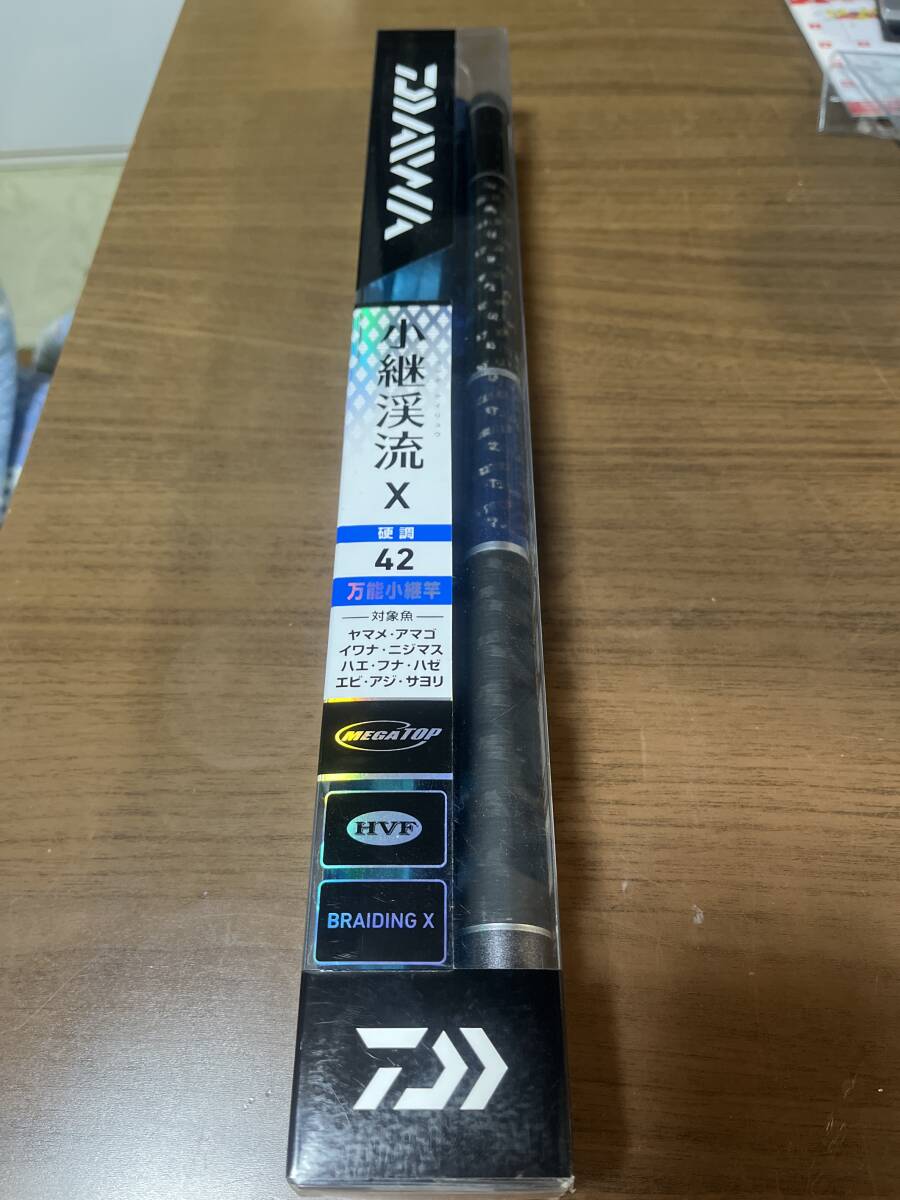 DAIWA
小継渓流
X
硬調
42
万能小継竿
対象魚
ヤマメ・アマゴ
イワナ・ニジマス
ハエ・フナ・ハゼ
エビ・アジ・サヨリ
MEGATOP
HVF
BRAIDING X